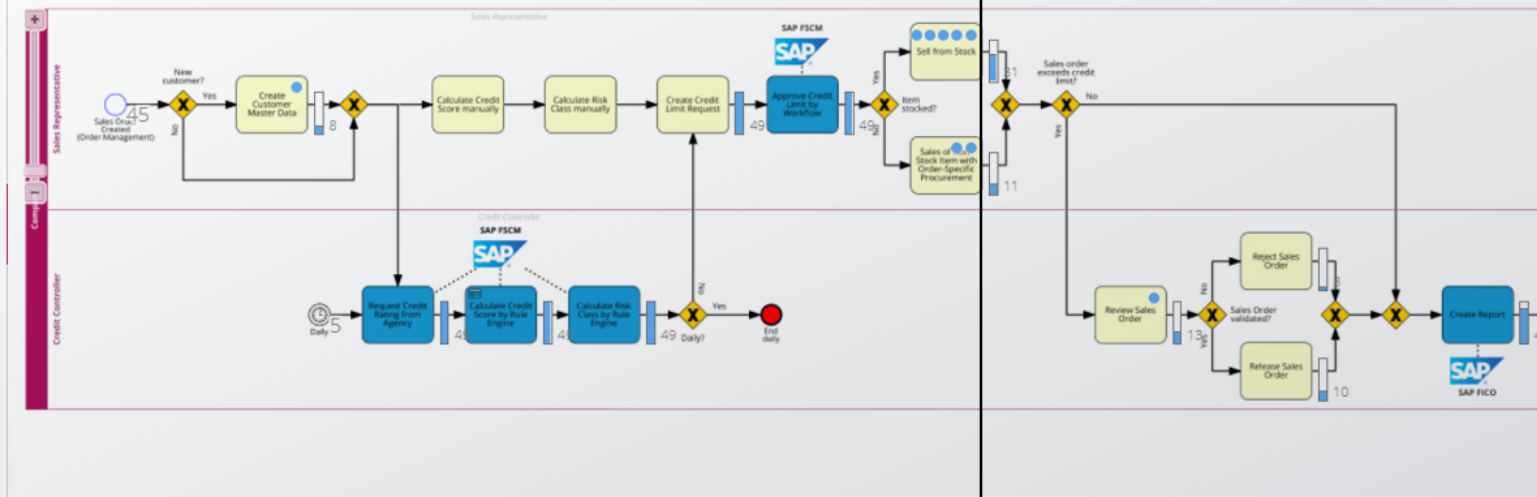 Sales Representative
SAP FSCM
SAP
Sell from Stock
31
Sales Representative
New
customer?
Yes
No
Create
Customer
Master Data
8
45
Created
(Order Management)
Calculate Credit
Score manually
Calculate Risk
Class manually
Create Credit
Limit Request
49
Approve Credit
Limit by
Workflow
49
Yes
Item
stocked?
No
Stock Item with
Order-Specific
Procurement
11
Sales order
exceeds credit
limit?
No
Yes
Credit Controller
SAP FSCM
SAP
Credit Controller
Daily
5
Request Credit
Rating from
Agency
Calculate Credit
Score by Rule
Engine
Calculate Risk
Class by Rule
Engine
49
No
Yes
Daily?
End
daily
Review Sales
Order
13
No
Yes
Sales Order
validated?
Reject Sales
Order
Release Sales
Order
10
Create Report
SAP
SAP FICO